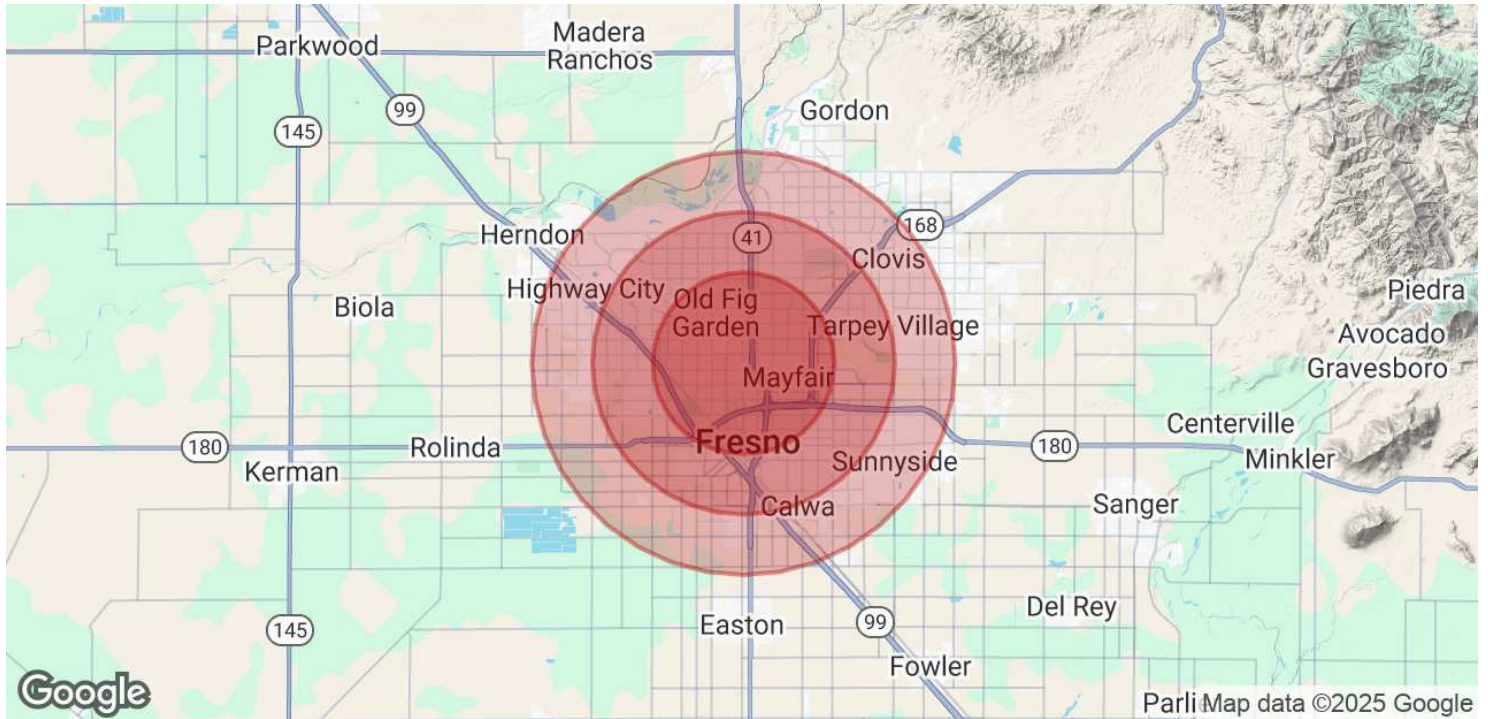 Parkwood
Madera
Ranchos
99
Gordon
145
168
Herndon
41
Clovis
Highway City
Old Fig
Garden
Piedra
Biola
Tarpey Village
Avocado
Gravesboro
Mayfair
Centerville
180
Rolinda
Fresno
180
Kerman
Sunnyside
Minkler
Sanger
Calwa
Del Rey
145
Easton
99
Fowler
Google
Parli
Map data ©2025 Google